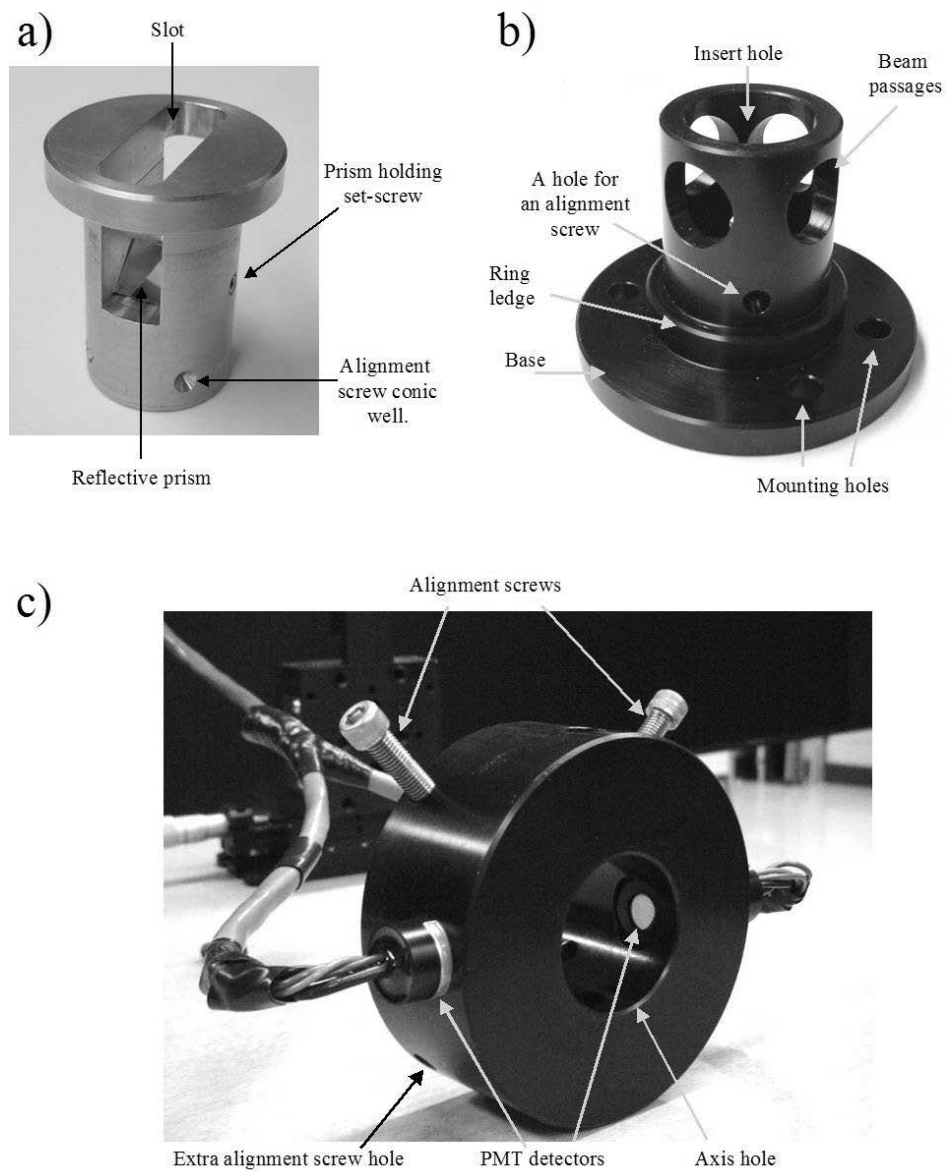 a)
Slot
Prism holding
set-screw
Alignment
screw conic
well.
Reflective prism
b)
Insert hole
Beam
passages
A hole for
an alignment
screw
Ring
ledge
Base
Mounting holes
c)
Alignment screws
Extra alignment screw hole
PMT detectors
Axis hole